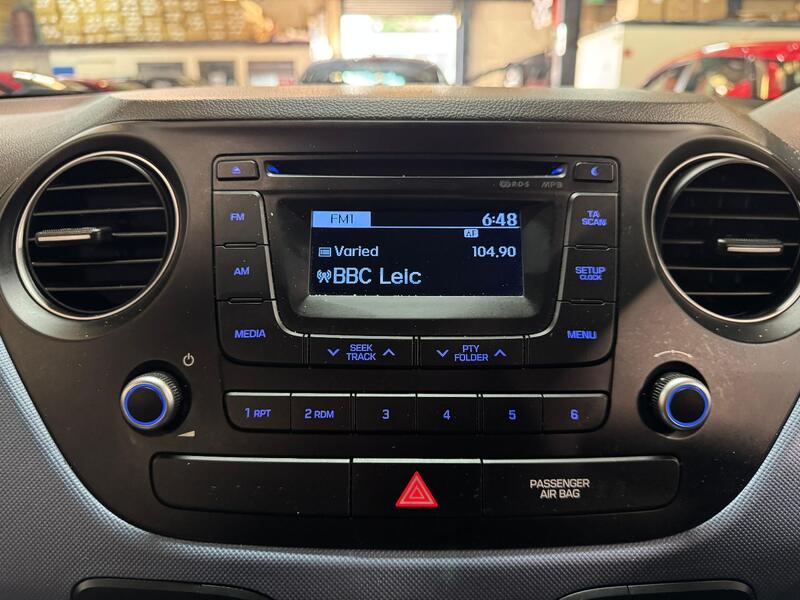 RDS MP3
FM
TA
SCAN
FM1 6:48
AF
Varied 104.90
BBC Leic
AM
SETUP
CLOCK
MEDIA
SEEK
TRACK
PTY
FOLDER
MENU
1 RPT 2 RDM 3 4 5 6
PASSENGER
AIR BAG